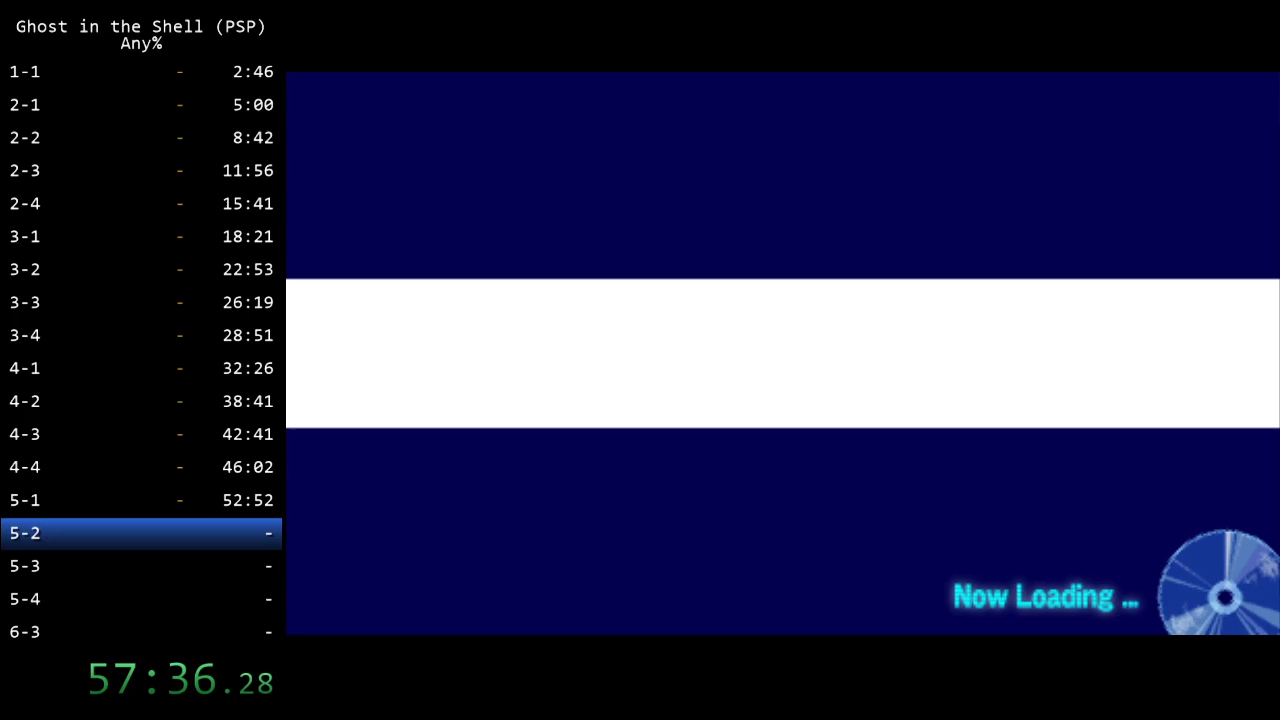 Ghost in the Shell (PSP)
Any%
1-1 - 2:46
2-1 - 5:00
2-2 - 8:42
2-3 - 11:56
2-4 - 15:41
3-1 - 18:21
3-2 - 22:53
3-3 - 26:19
3-4 - 28:51
4-1 - 32:26
4-2 - 38:41
4-3 - 42:41
4-4 - 46:02
5-1 - 52:52
5-2 -
5-3 -
5-4 -
6-3 -
57:36.28
Now Loading ...